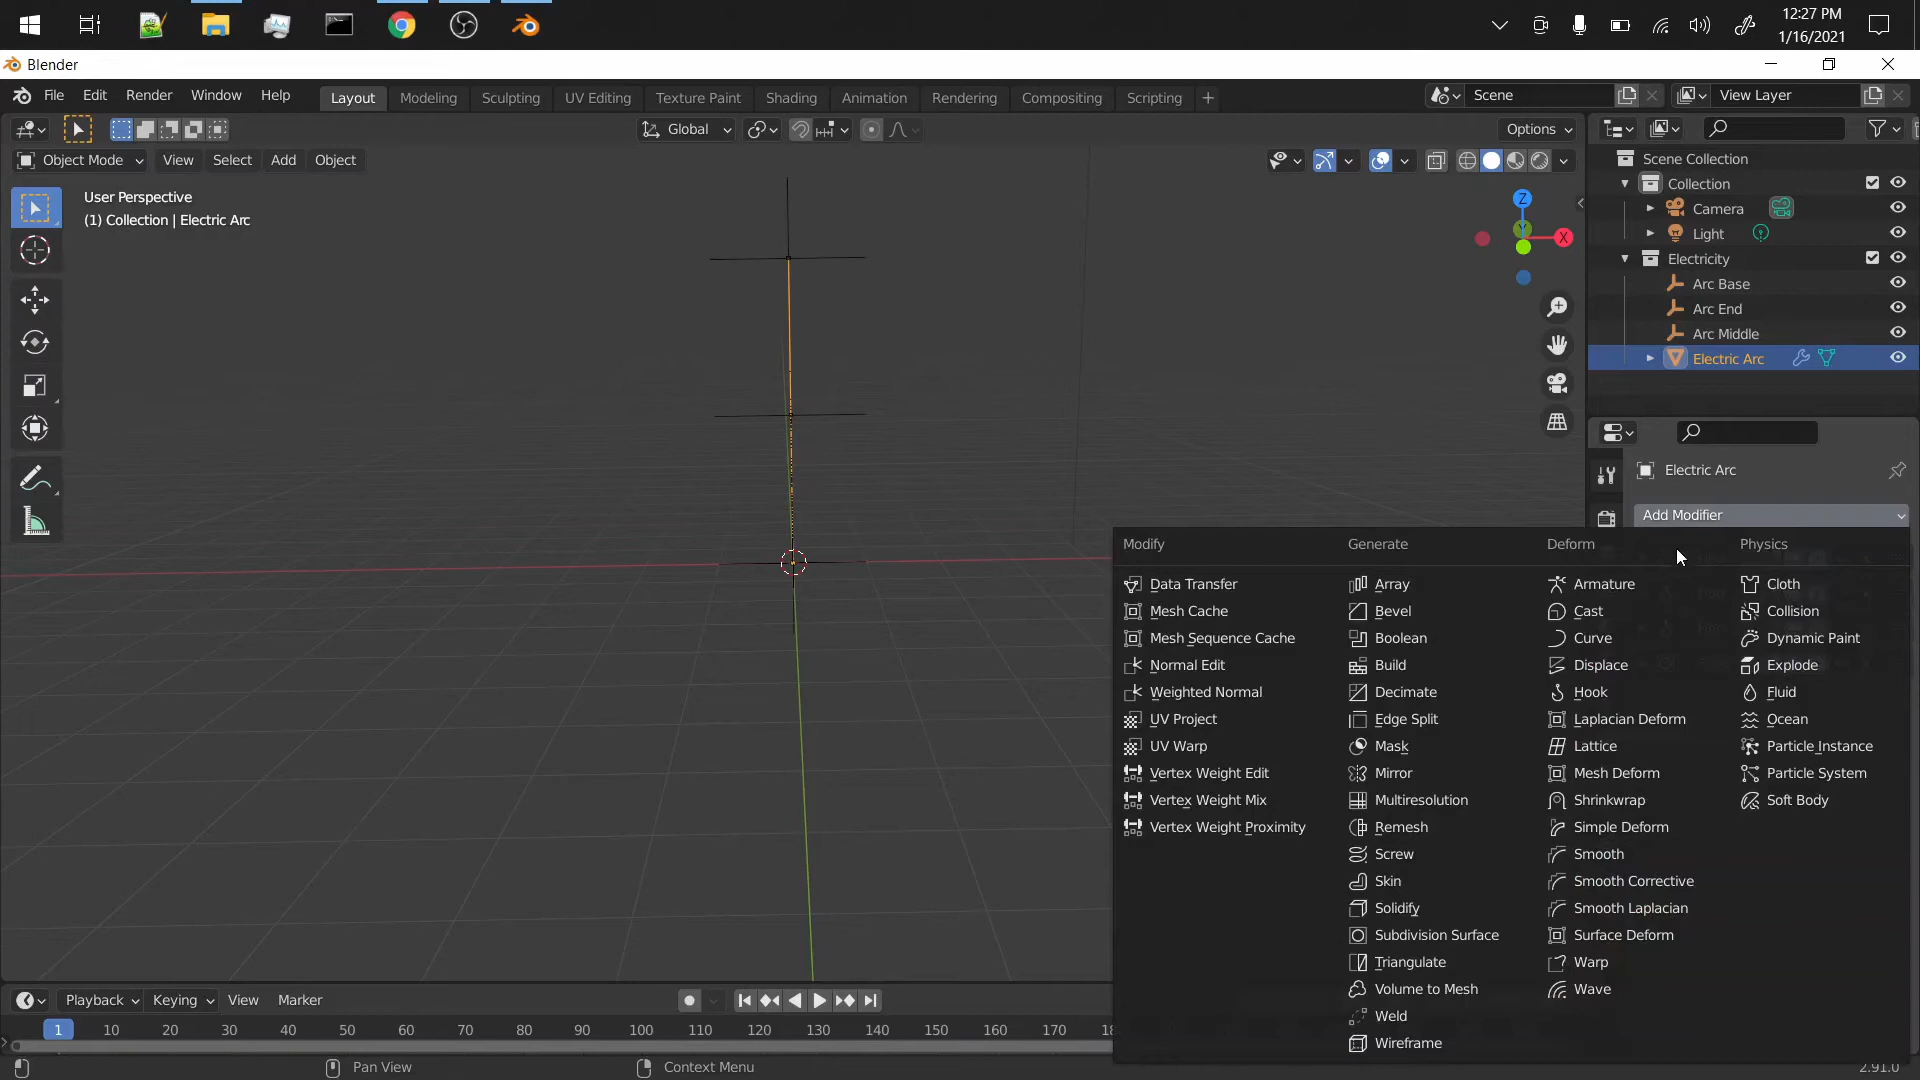 12:27 PM
1/16/2021
Blender
File Edit Render Window Help
Layout Modeling Sculpting UV Editing Texture Paint Shading Animation Rendering Compositing Scripting +
Scene
View Layer
Global
Options
Object Mode View Select Add Object
User Perspective
(1) Collection | Electric Arc
Z
Y
X
Scene Collection
Collection
Camera
Light
Electricity
Arc Base
Arc End
Arc Middle
Electric Arc
Electric Arc
Add Modifier
Modify
Data Transfer
Mesh Cache
Mesh Sequence Cache
Normal Edit
Weighted Normal
UV Project
UV Warp
Vertex Weight Edit
Vertex Weight Mix
Vertex Weight Proximity
Generate
Array
Bevel
Boolean
Build
Decimate
Edge Split
Mask
Mirror
Multiresolution
Remesh
Screw
Skin
Solidify
Subdivision Surface
Triangulate
Volume to Mesh
Weld
Wireframe
Deform
Armature
Cast
Curve
Displace
Hook
Laplacian Deform
Lattice
Mesh Deform
Shrinkwrap
Simple Deform
Smooth
Smooth Corrective
Smooth Laplacian
Surface Deform
Warp
Wave
Physics
Cloth
Collision
Dynamic Paint
Explode
Fluid
Ocean
Particle Instance
Particle System
Soft Body
Playback Keying View Marker
1 10 20 30 40 50 60 70 80 90 100 110 120 130 140 150 160 170
Pan View
Context Menu
2.91.0